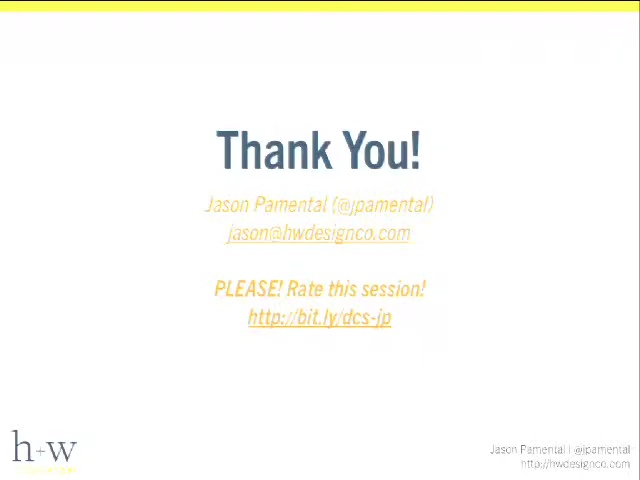 Thank You!
Jason Pamental (@jpamental)
jason@hwdesignco.com
PLEASE! Rate this session!
http://bit.ly/dcs-jp
h+w
Jason Pamental | @jpamental
http://hwdesignco.com